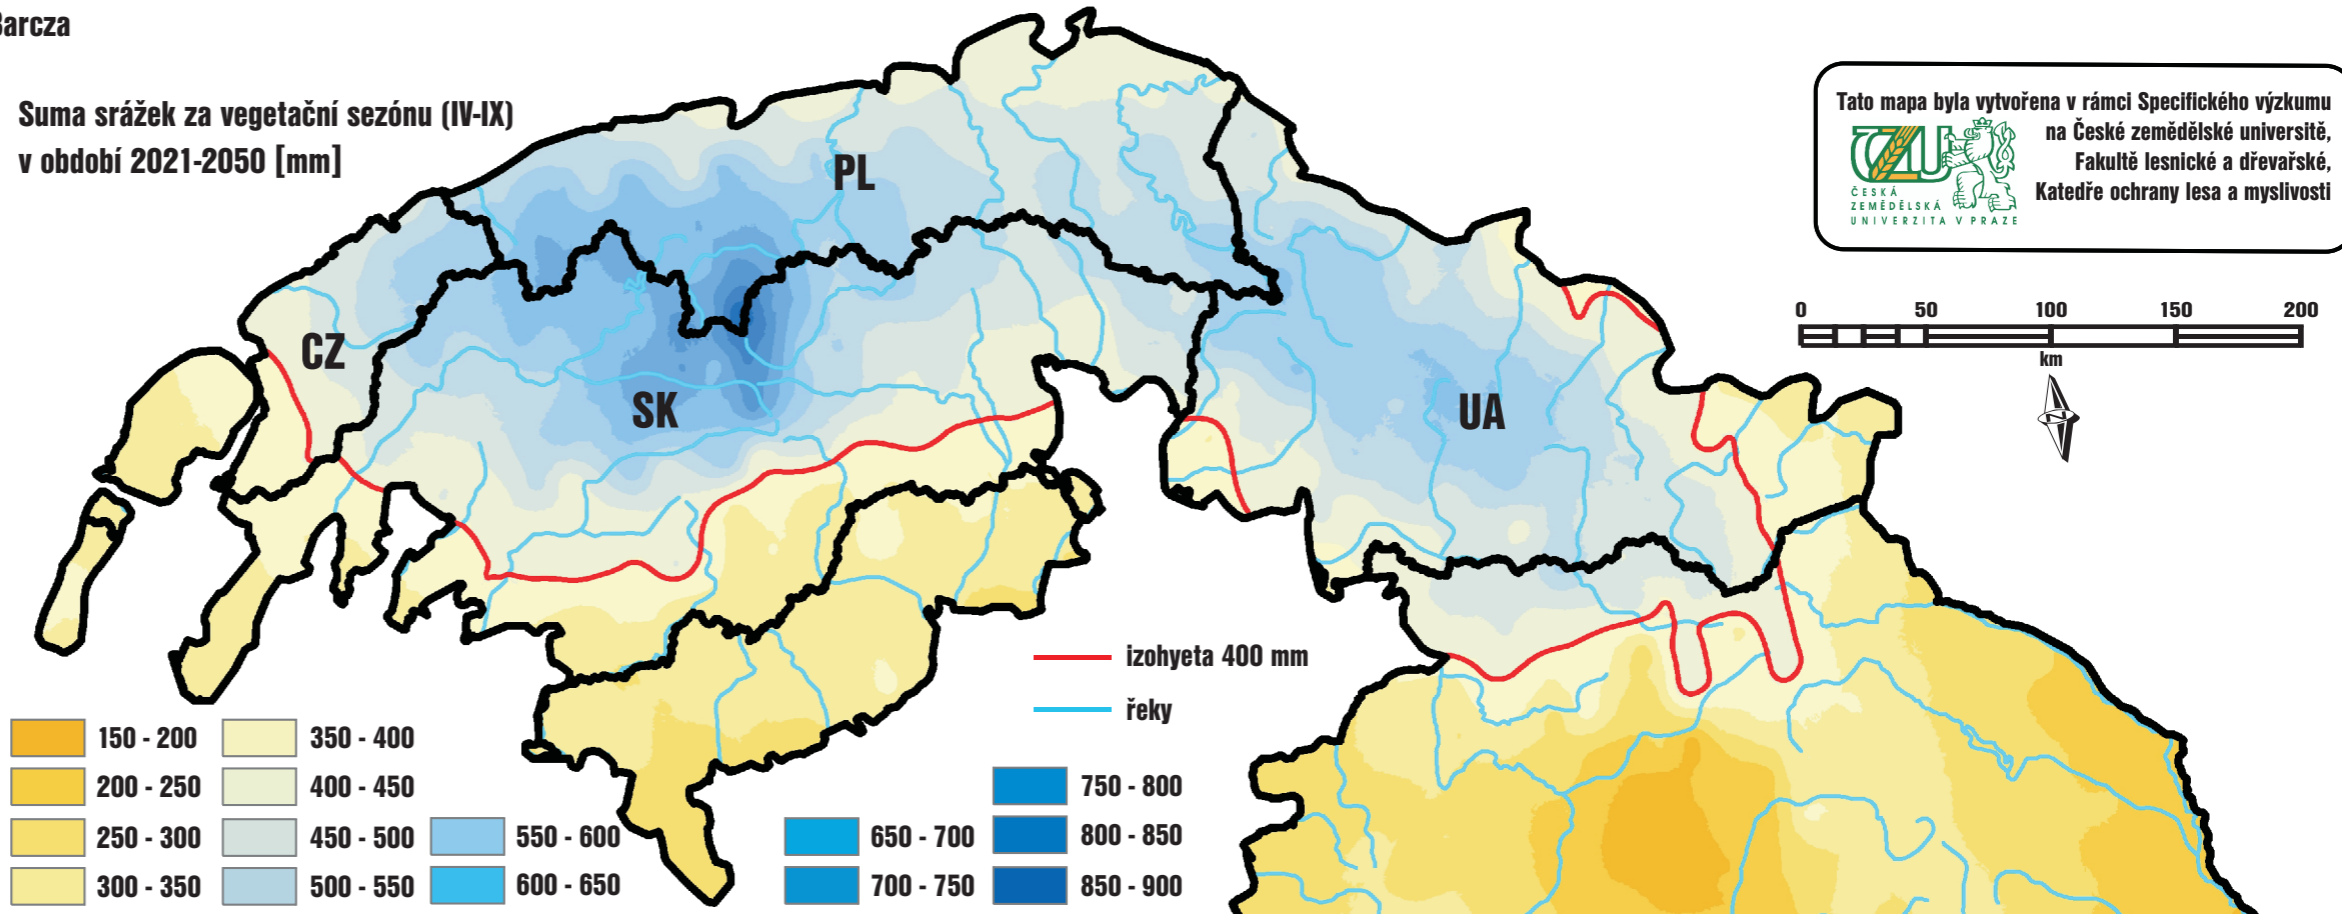 Barcza
Suma srážek za vegetační sezónu (IV-IX)
v období 2021-2050 [mm]
Tato mapa byla vytvořena v rámci Specifického výzkumu
na České zemědělské universitě,
Fakultě lesnické a dřevařské,
Katedře ochrany lesa a myslivosti
ČZU
ČESKÁ
ZEMĚDĚLSKÁ
UNIVERZITA V PRAZE
0 50 100 150 200
km
N
PL
CZ
SK
UA
izohyeta 400 mm
řeky
150 - 200
200 - 250
250 - 300
300 - 350
350 - 400
400 - 450
450 - 500
500 - 550
550 - 600
600 - 650
650 - 700
700 - 750
750 - 800
800 - 850
850 - 900